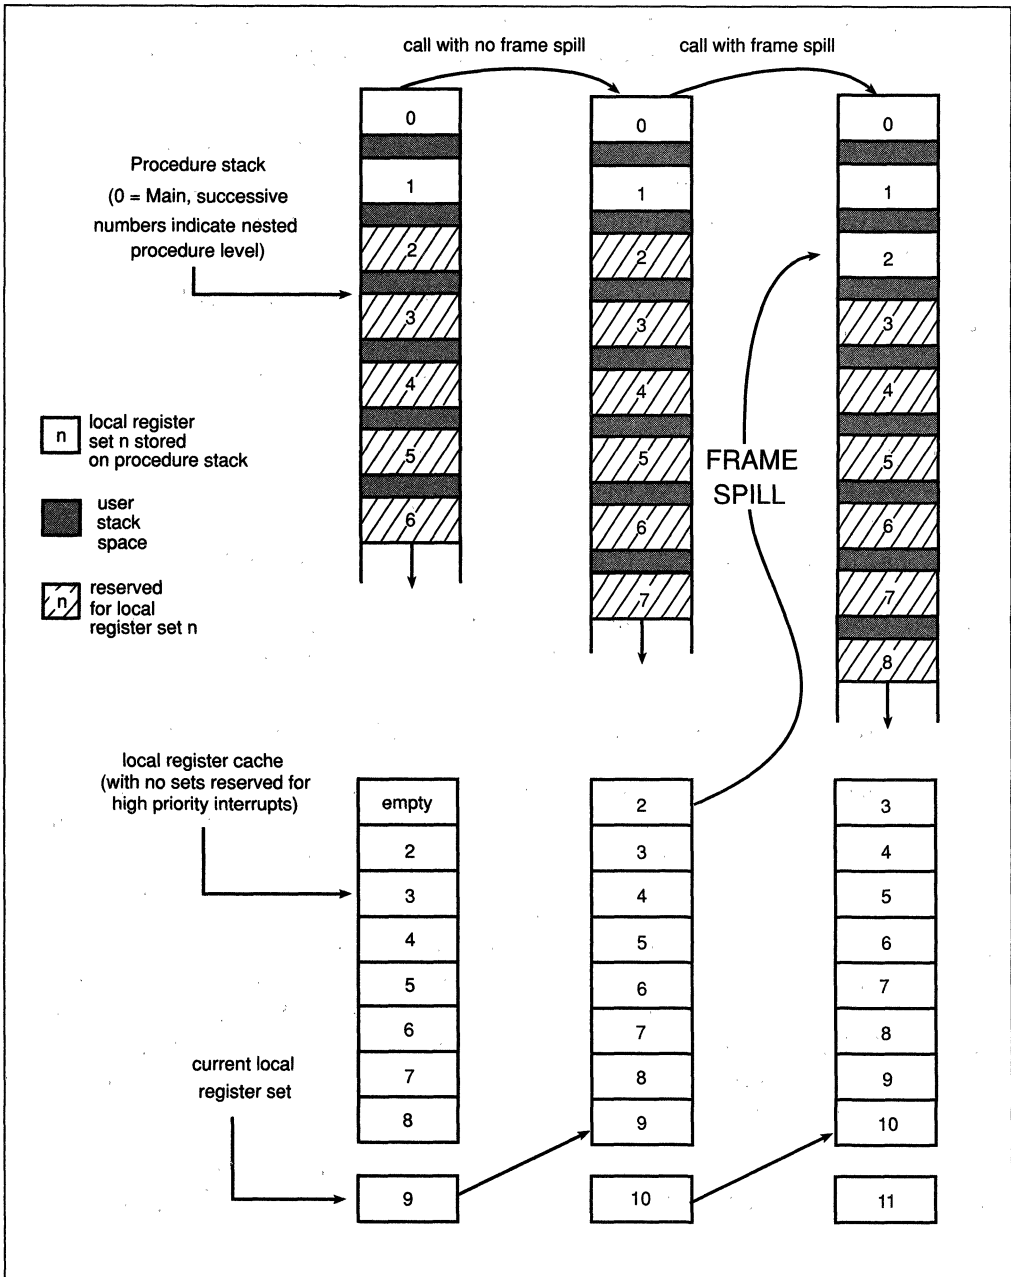 call with no frame spill
call with frame spill
0
1
2
3
4
5
6
0
1
2
3
4
5
6
7
0
1
2
3
4
5
6
7
8
Procedure stack
(0 = Main, successive
numbers indicate nested
procedure level)
n
local register
set n stored
on procedure stack
user
stack
space
n
reserved
for local
register set n
FRAME
SPILL
local register cache
(with no sets reserved for
high priority interrupts)
empty
2
3
4
5
6
7
8
2
3
4
5
6
7
8
9
3
4
5
6
7
8
9
10
current local
register set
9
10
11